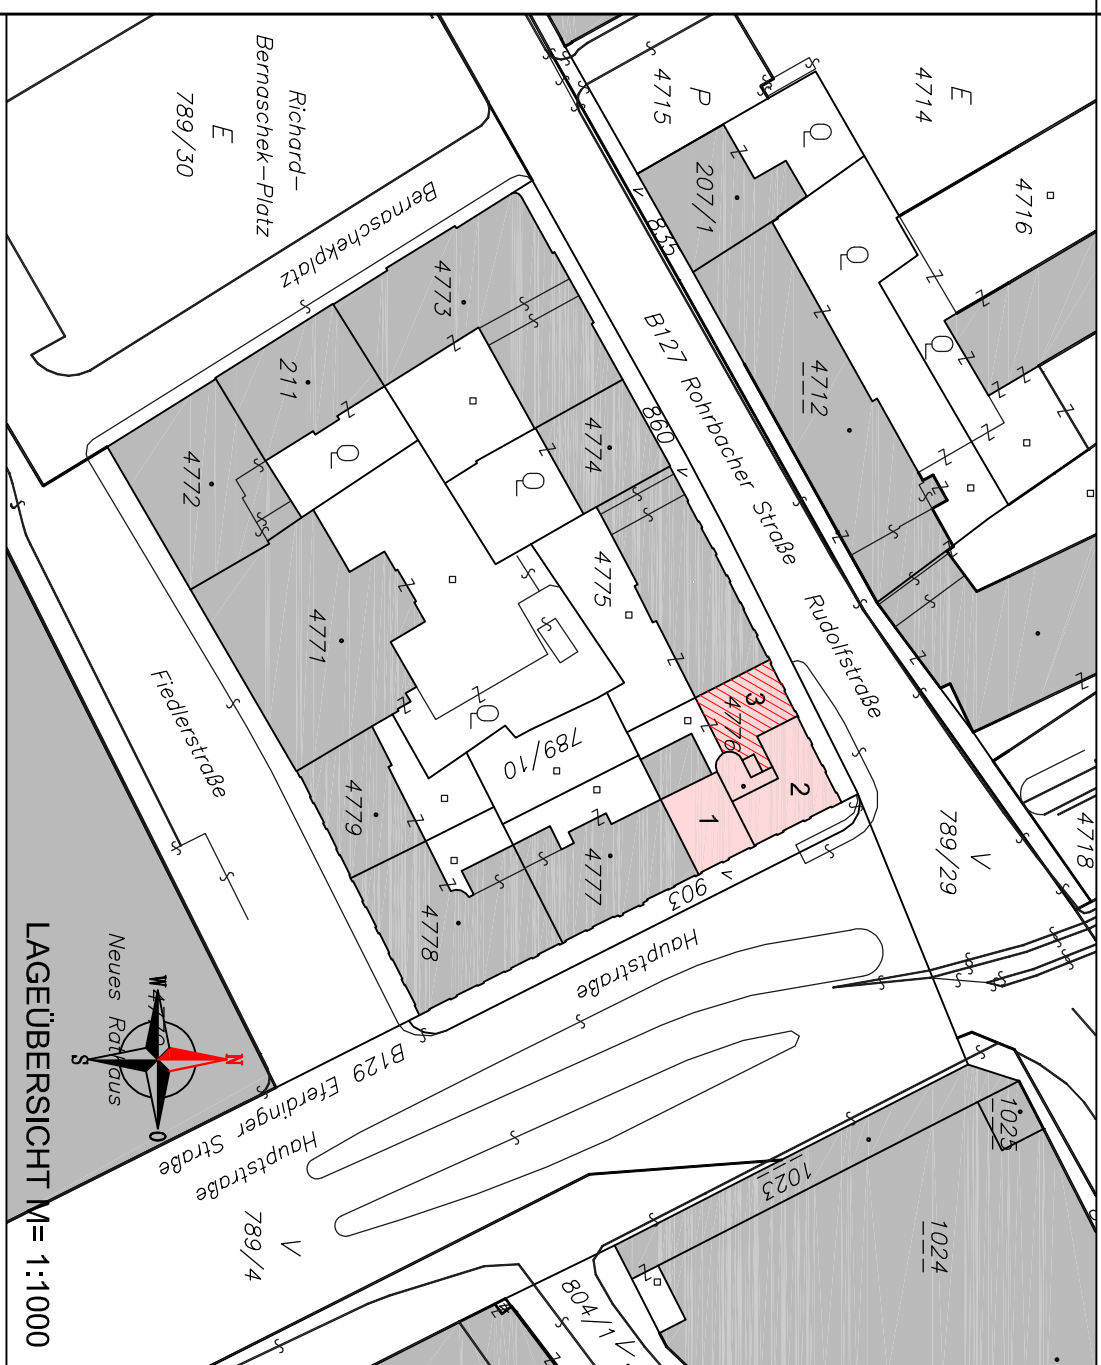 E
4714
4716
P
4715
207/1
835
4712
B127 Rohrbacher Straße
Rudolfstraße
Richard-
Bernaschek-Platz
E
789/30
Bernaschekplatz
4773
211
4772
860
4774
4775
4771
Fiedlerstraße
789/10
4779
4778
4777
903
3
4776
2
1
V
789/29
4718
Hauptstraße
B129 Eferdinger Straße
Hauptstraße
V
789/4
1025
1023
1024
804/1 V
Neues Rathaus
N
W
S
O
LAGEÜBERSICHT M= 1:1000